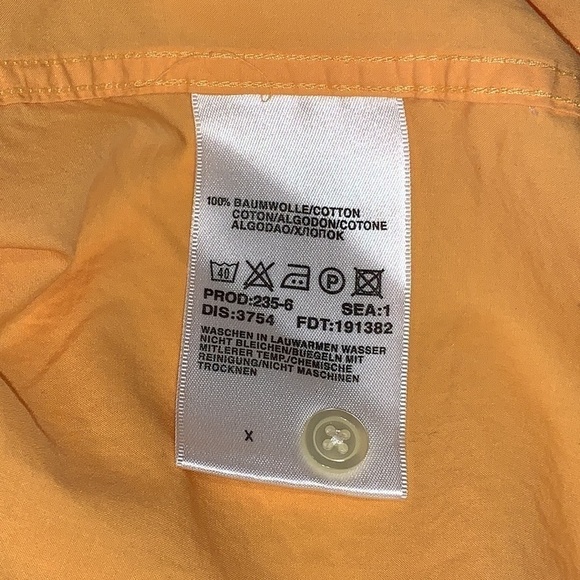 100% BAUMWOLLE/COTTON
COTON/ALGODON/COTONE
ALGODAO/ХЛОПОК
40 P
PROD:235-6 SEA:1
DIS:3754 FDT:191382
WASCHEN IN LAUWARMEN WASSER
NICHT BLEICHEN/BUEGELN MIT
MITLERER TEMP./CHEMISCHE
REINIGUNG/NICHT MASCHINEN
TROCKNEN
X